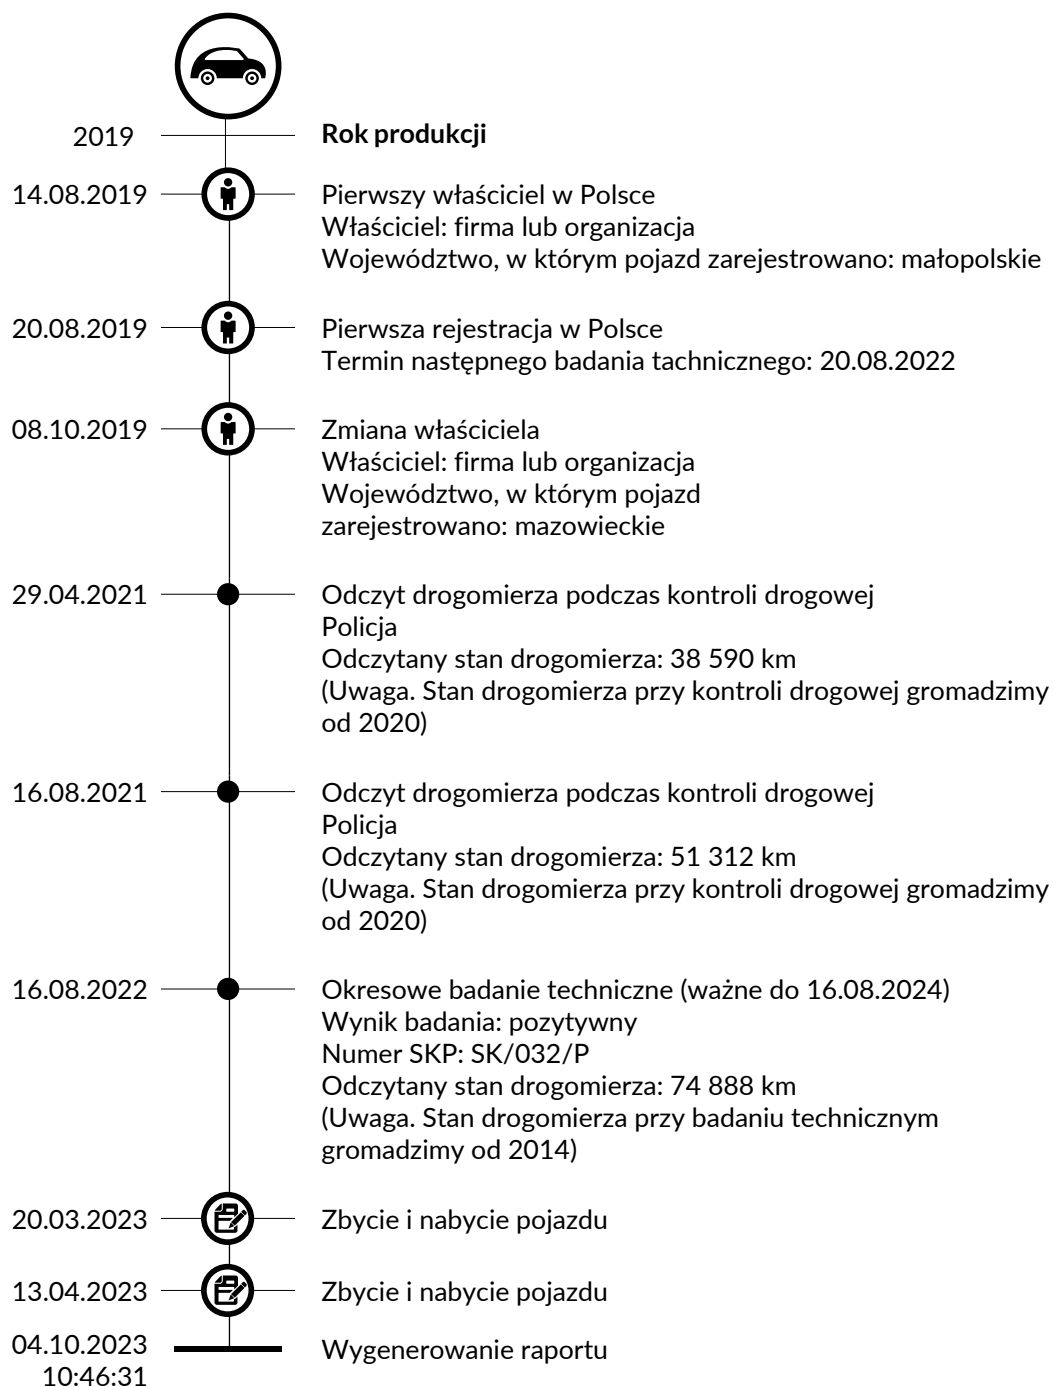 2019 Rok produkcji
14.08.2019 Pierwszy właściciel w Polsce
Właściciel: firma lub organizacja
Województwo, w którym pojazd zarejestrowano: małopolskie
20.08.2019 Pierwsza rejestracja w Polsce
Termin następnego badania tachnicznego: 20.08.2022
08.10.2019 Zmiana właściciela
Właściciel: firma lub organizacja
Województwo, w którym pojazd
zarejestrowano: mazowieckie
29.04.2021 Odczyt drogomierza podczas kontroli drogowej
Policja
Odczytany stan drogomierza: 38 590 km
(Uwaga. Stan drogomierza przy kontroli drogowej gromadzimy
od 2020)
16.08.2021 Odczyt drogomierza podczas kontroli drogowej
Policja
Odczytany stan drogomierza: 51 312 km
(Uwaga. Stan drogomierza przy kontroli drogowej gromadzimy
od 2020)
16.08.2022 Okresowe badanie techniczne (ważne do 16.08.2024)
Wynik badania: pozytywny
Numer SKP: SK/032/P
Odczytany stan drogomierza: 74 888 km
(Uwaga. Stan drogomierza przy badaniu technicznym
gromadzimy od 2014)
20.03.2023 Zbycie i nabycie pojazdu
13.04.2023 Zbycie i nabycie pojazdu
04.10.2023 Wygenerowanie raportu
10:46:31